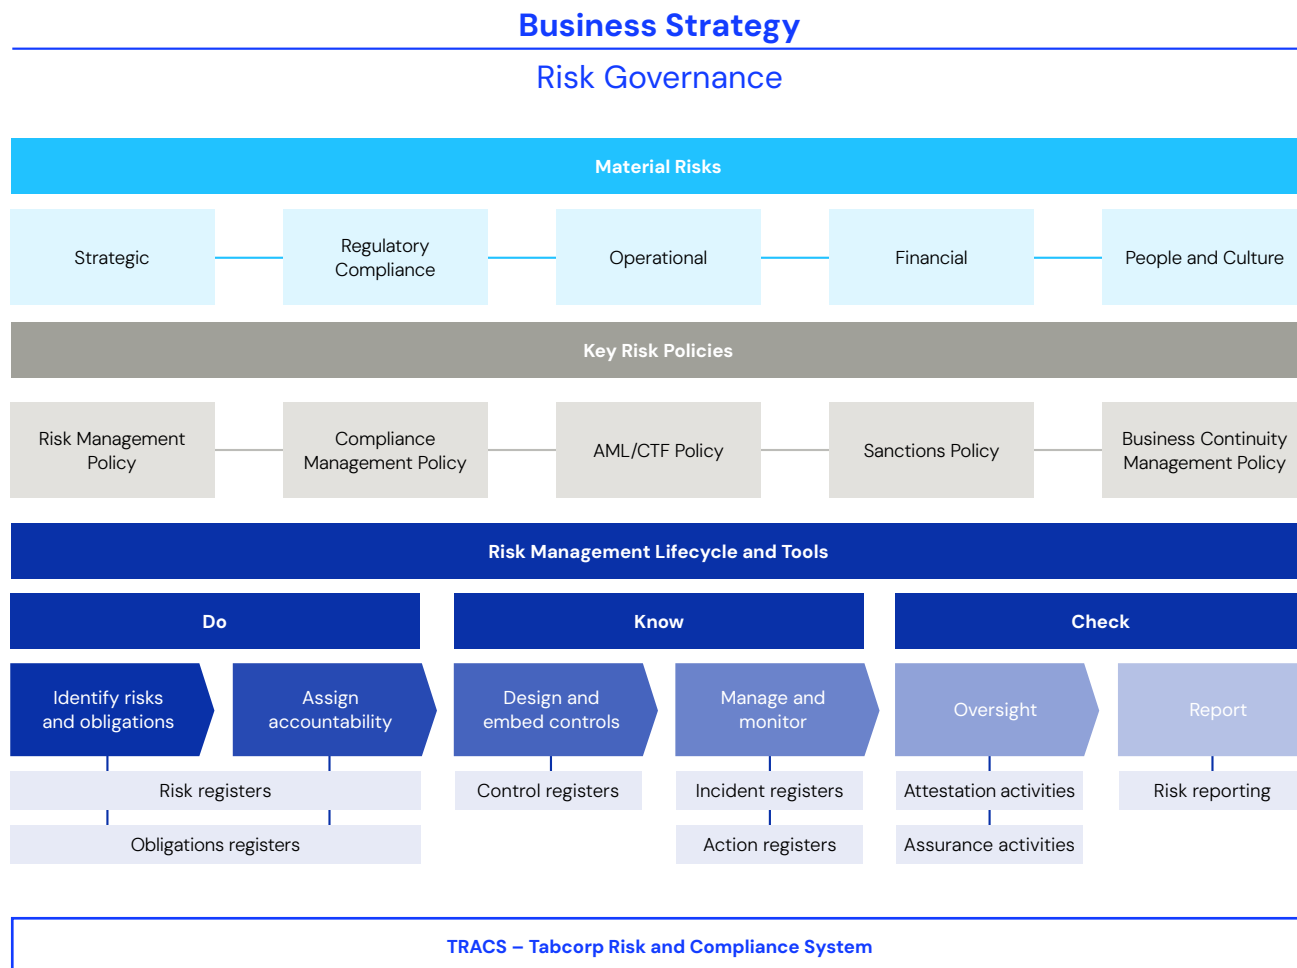 Business Strategy
Risk Governance
Material Risks
Strategic
Regulatory
Compliance
Operational
Financial
People and Culture
Key Risk Policies
Risk Management
Policy
Compliance
Management Policy
AML/CTF Policy
Sanctions Policy
Business Continuity
Management Policy
Risk Management Lifecycle and Tools
Do
Know
Check
Identify risks
and obligations
Assign
accountability
Design and
embed controls
Manage and
monitor
Oversight
Report
Risk registers
Control registers
Incident registers
Attestation activities
Risk reporting
Obligations registers
Action registers
Assurance activities
TRACS – Tabcorp Risk and Compliance System